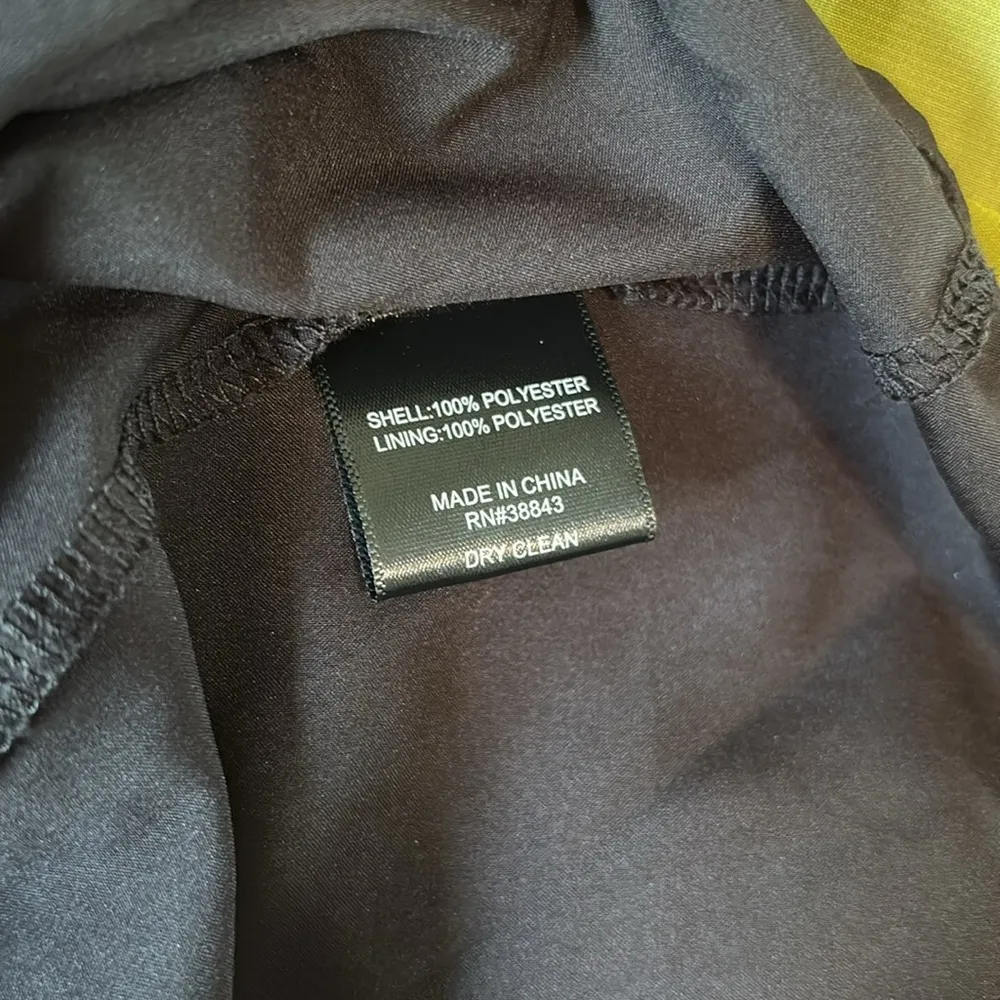 SHELL:100% POLYESTER
LINING:100% POLYESTER
MADE IN CHINA
RN#38843
DRY CLEAN